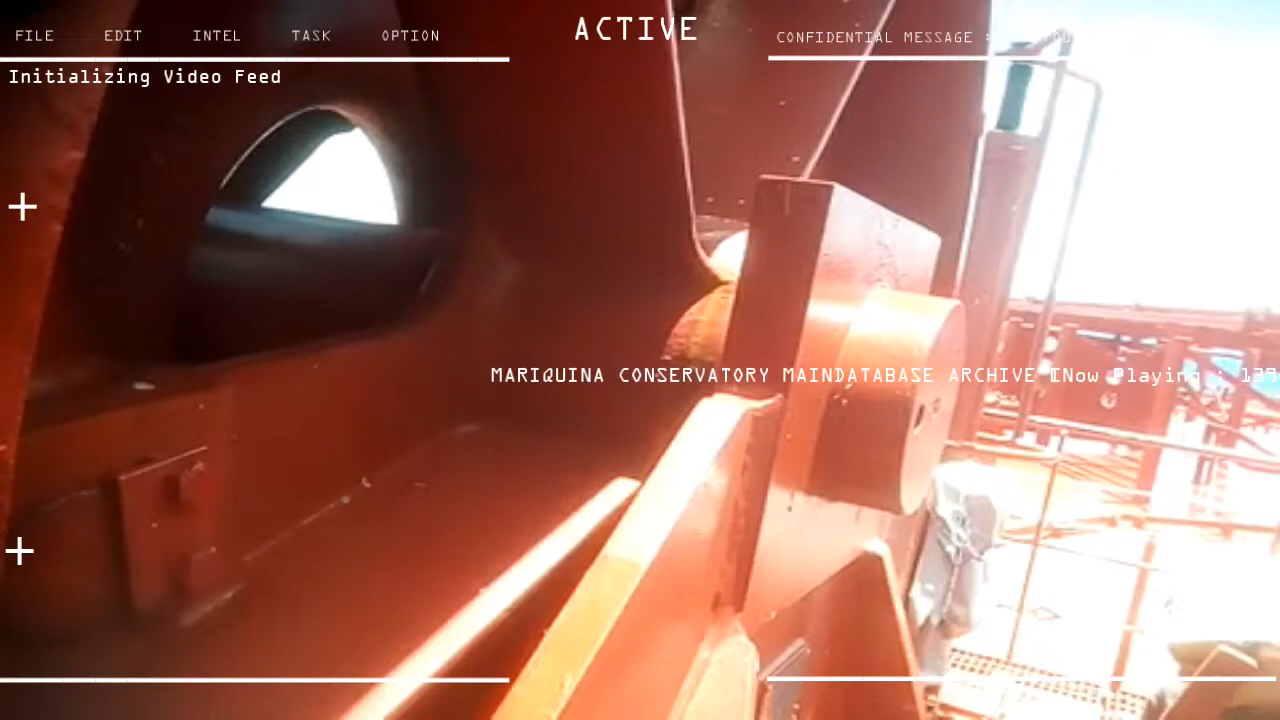 FILE EDIT INTEL TASK OPTION
ACTIVE
CONFIDENTIAL MESSAGE :
Initializing Video Feed
MARIQUINA CONSERVATORY MAINDATABASE ARCHIVE Now Playing :